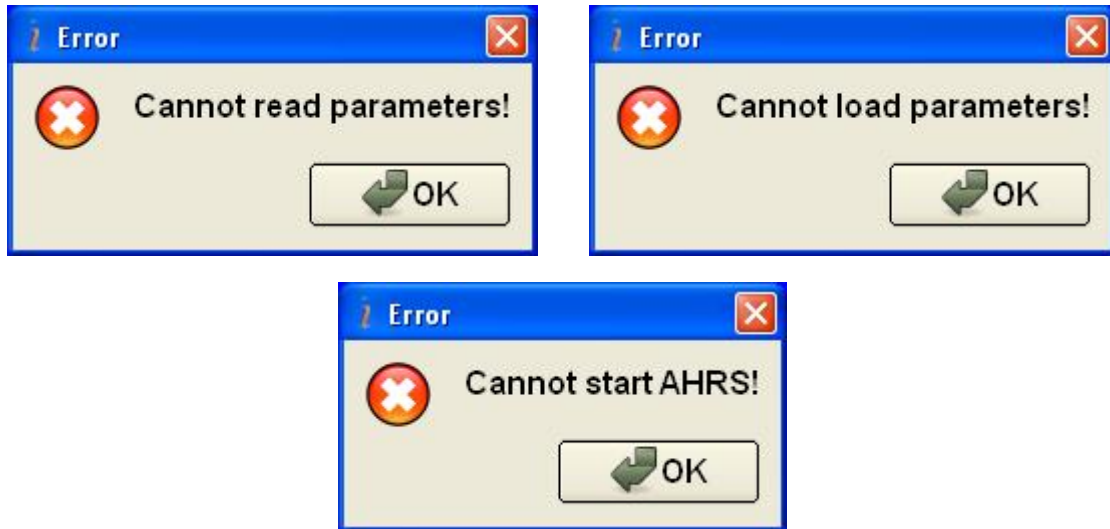 Error
Cannot read parameters!
OK
Error
Cannot load parameters!
OK
Error
Cannot start AHRS!
OK